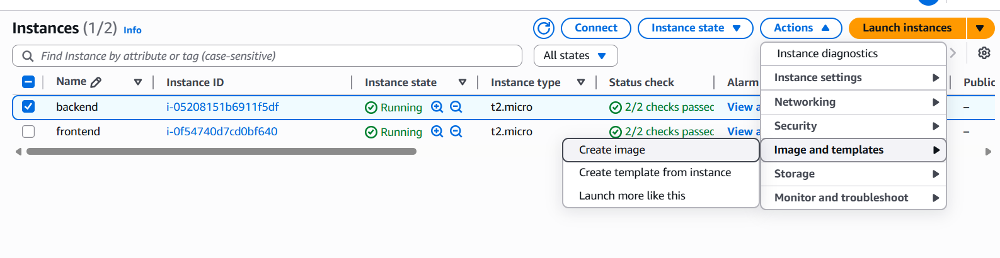 Instances (1/2) Info
Connect
Instance state
Actions
Launch instances
Find Instance by attribute or tag (case-sensitive)
All states
Instance diagnostics
Name Instance ID Instance state Instance type Status check Alarm Public
Instance settings
backend i-05208151b6911f5df Running t2.micro 2/2 checks passec View a –
Networking
frontend i-0f54740d7cd0bf640 Running t2.micro 2/2 checks passec View a –
Security
Create image
Image and templates
Create template from instance
Storage
Launch more like this
Monitor and troubleshoot